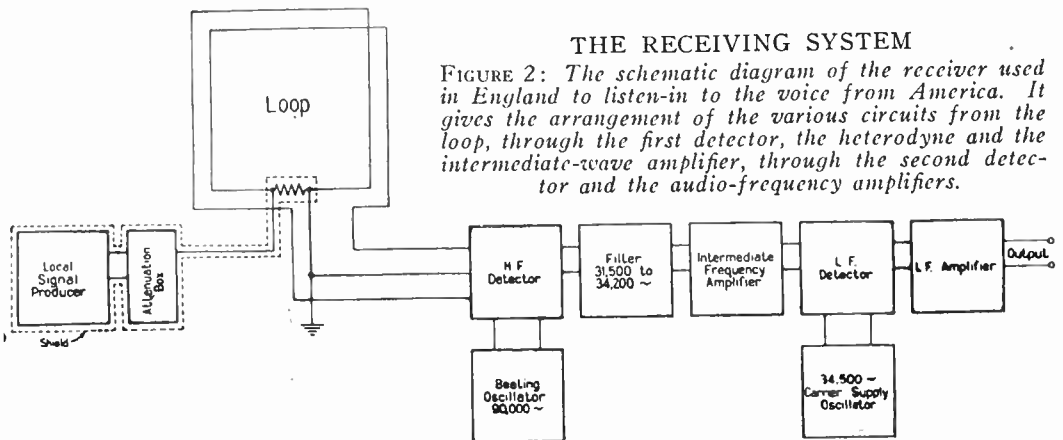 THE RECEIVING SYSTEM
FIGURE 2: The schematic diagram of the receiver used
in England to listen-in to the voice from America. It
gives the arrangement of the various circuits from the
loop, through the first detector, the heterodyne and the
intermediate-wave amplifier, through the second detec-
tor and the audio-frequency amplifiers.
Loop
Local
Signal
Producer
Attenuation
Box
Shield
H.F.
Detector
Filter
31,500 to
34,200 ~
Intermediate
Frequency
Amplifier
L.F.
Detector
L.F. Amplifier
Output
Beating
Oscillator
90,000 ~
34,500 ~
Carrier Supply
Oscillator